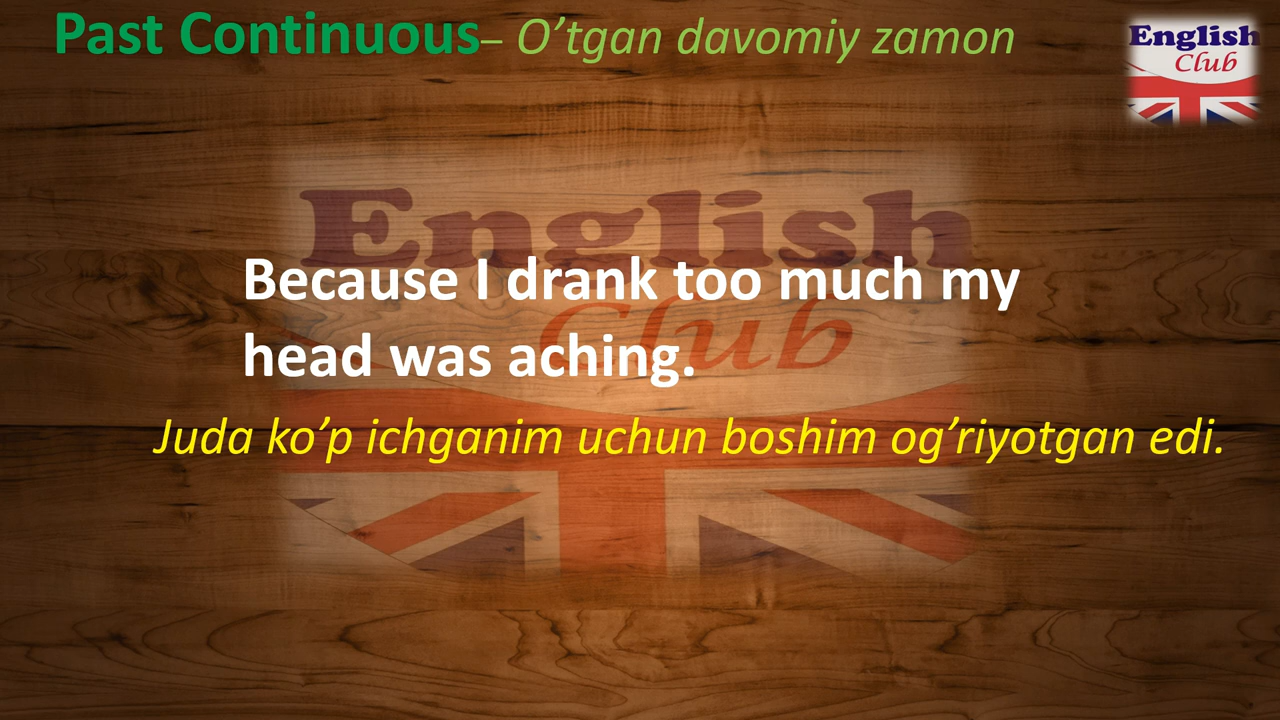 Past Continuous– O’tgan davomiy zamon
English
Club
English
Club
Because I drank too much my
head was aching.
Juda ko’p ichganim uchun boshim og’riyotgan edi.